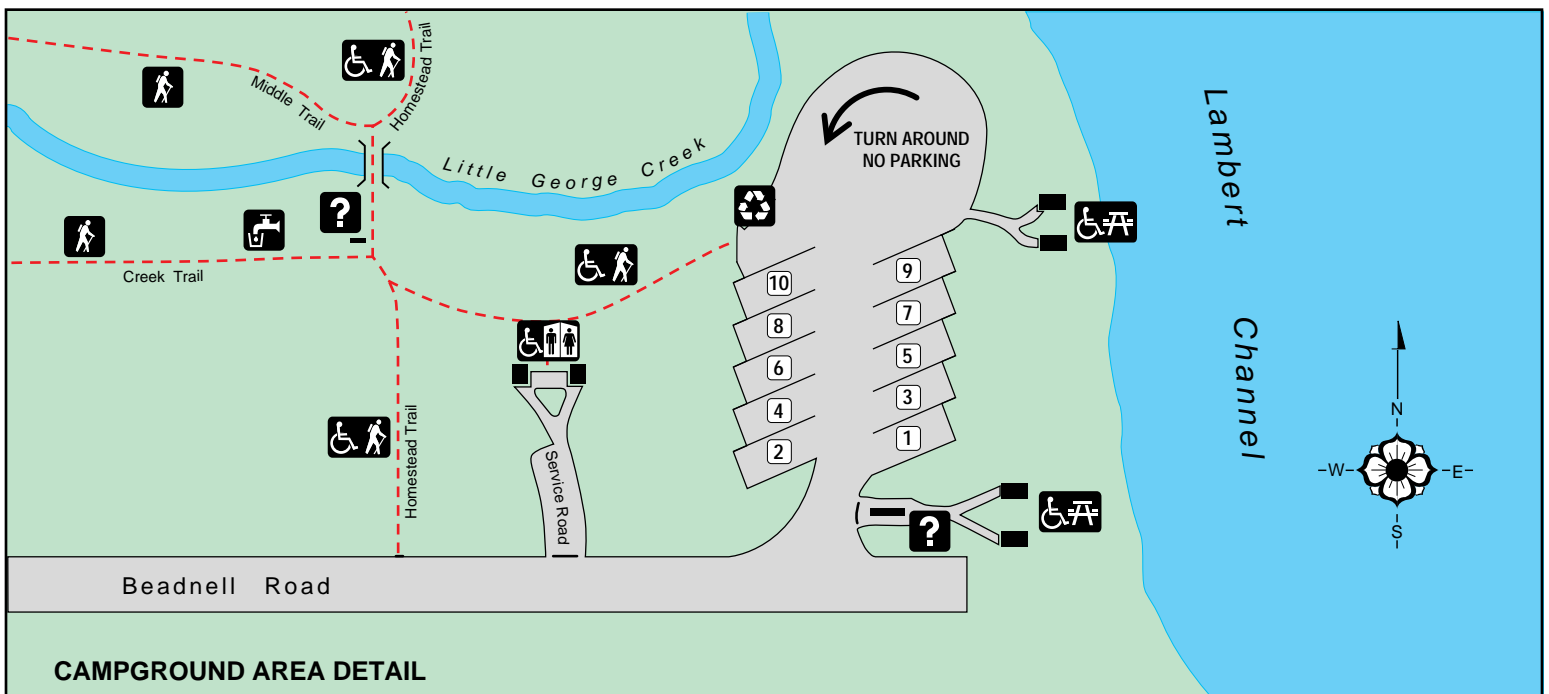 Homestead Trail
Middle Trail
Lambert
TURN AROUND
NO PARKING
Little George Creek
?
Creek Trail
10
9
8
7
6
5
4
3
2
1
Channel
N
W
E
S
Homestead Trail
Service Road
?
Beadnell Road
CAMPGROUND AREA DETAIL